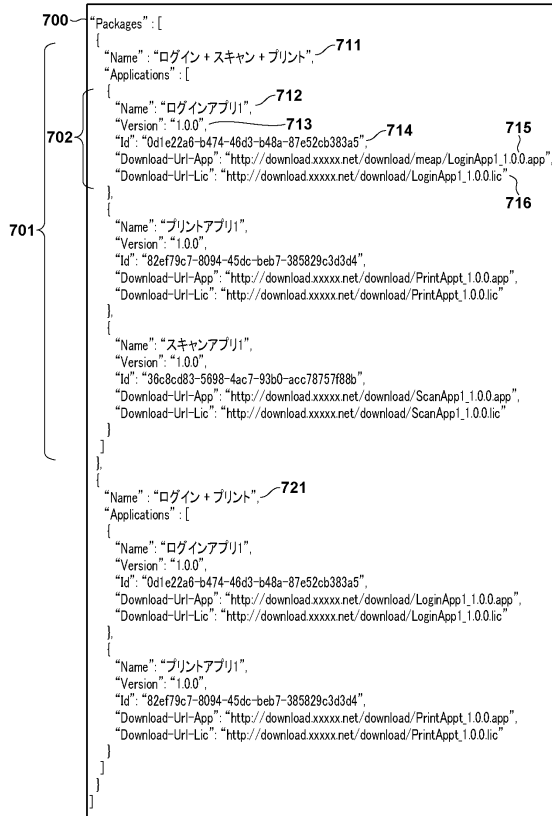 700 "Packages" : [
{
"Name" : "ログイン + スキャン + プリント", 711
"Applications" : [
{
"Name": "ログインアプリ1", 712
702 "Version": "1.0.0", 713
"Id": "0d1e22a6-b474-46d3-b48a-87e52cb383a5", 714 715
"Download-Url-App": "http://download.xxxxx.net/download/meap/LoginApp1_1.0.0.app",
"Download-Url-Lic": "http://download.xxxxx.net/download/LoginApp1_1.0.0.lic" 716
},
701 {
"Name": "プリントアプリ1",
"Version": "1.0.0",
"Id": "82ef79c7-8094-45dc-beb7-385829c3d3d4",
"Download-Url-App": "http://download.xxxxx.net/download/PrintAppt_1.0.0.app",
"Download-Url-Lic": "http://download.xxxxx.net/download/PrintAppt_1.0.0.lic"
},
{
"Name": "スキャンアプリ1",
"Version": "1.0.0",
"Id": "36c8cd83-5698-4ac7-93b0-acc78757f88b",
"Download-Url-App": "http://download.xxxxx.net/download/ScanApp1_1.0.0.app",
"Download-Url-Lic": "http://download.xxxxx.net/download/ScanApp1_1.0.0.lic"
}
]
},
{
"Name" : "ログイン + プリント", 721
"Applications" : [
{
"Name": "ログインアプリ1",
"Version": "1.0.0",
"Id": "0d1e22a6-b474-46d3-b48a-87e52cb383a5",
"Download-Url-App": "http://download.xxxxx.net/download/LoginApp1_1.0.0.app",
"Download-Url-Lic": "http://download.xxxxx.net/download/LoginApp1_1.0.0.lic"
},
{
"Name": "プリントアプリ1",
"Version": "1.0.0",
"Id": "82ef79c7-8094-45dc-beb7-385829c3d3d4",
"Download-Url-App": "http://download.xxxxx.net/download/PrintAppt_1.0.0.app",
"Download-Url-Lic": "http://download.xxxxx.net/download/PrintAppt_1.0.0.lic"
}
]
}
]